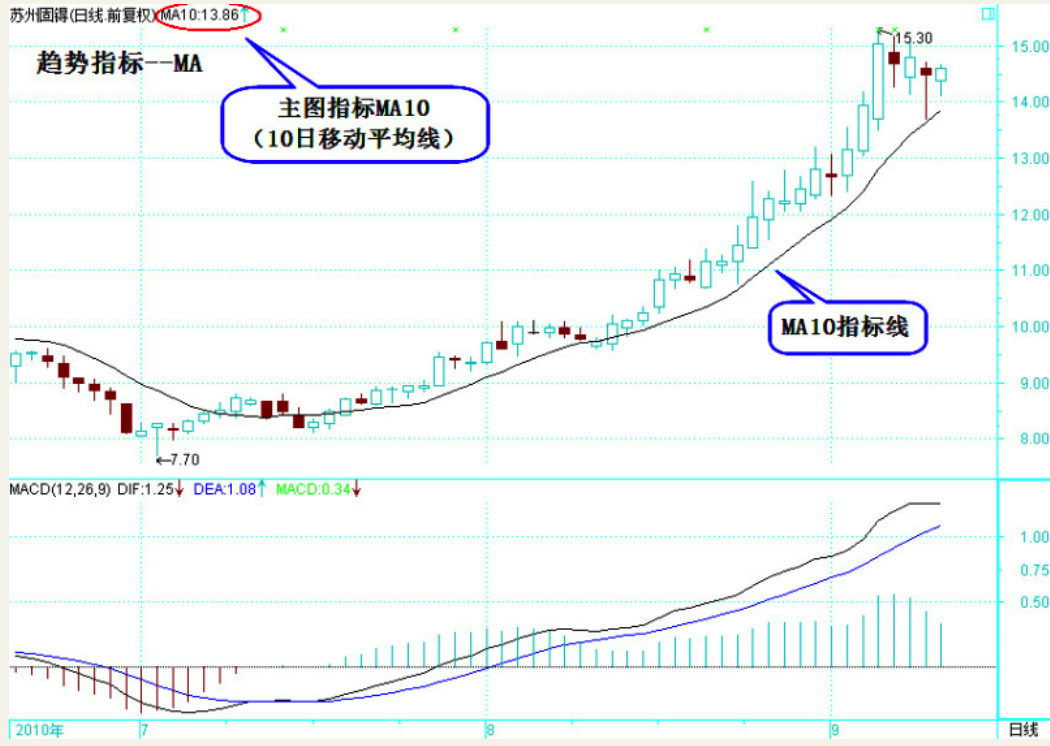 苏州固锝(日线.前复权) MA10:13.86↑
趋势指标--MA
主图指标MA10
（10日移动平均线）
←15.30
15.00
14.00
13.00
12.00
11.00
MA10指标线
10.00
9.00
8.00
←7.70
MACD(12,26,9) DIF:1.25↓ DEA:1.08↑ MACD:0.34↓
1.00
0.75
0.50
2010年 7 8 9 日线